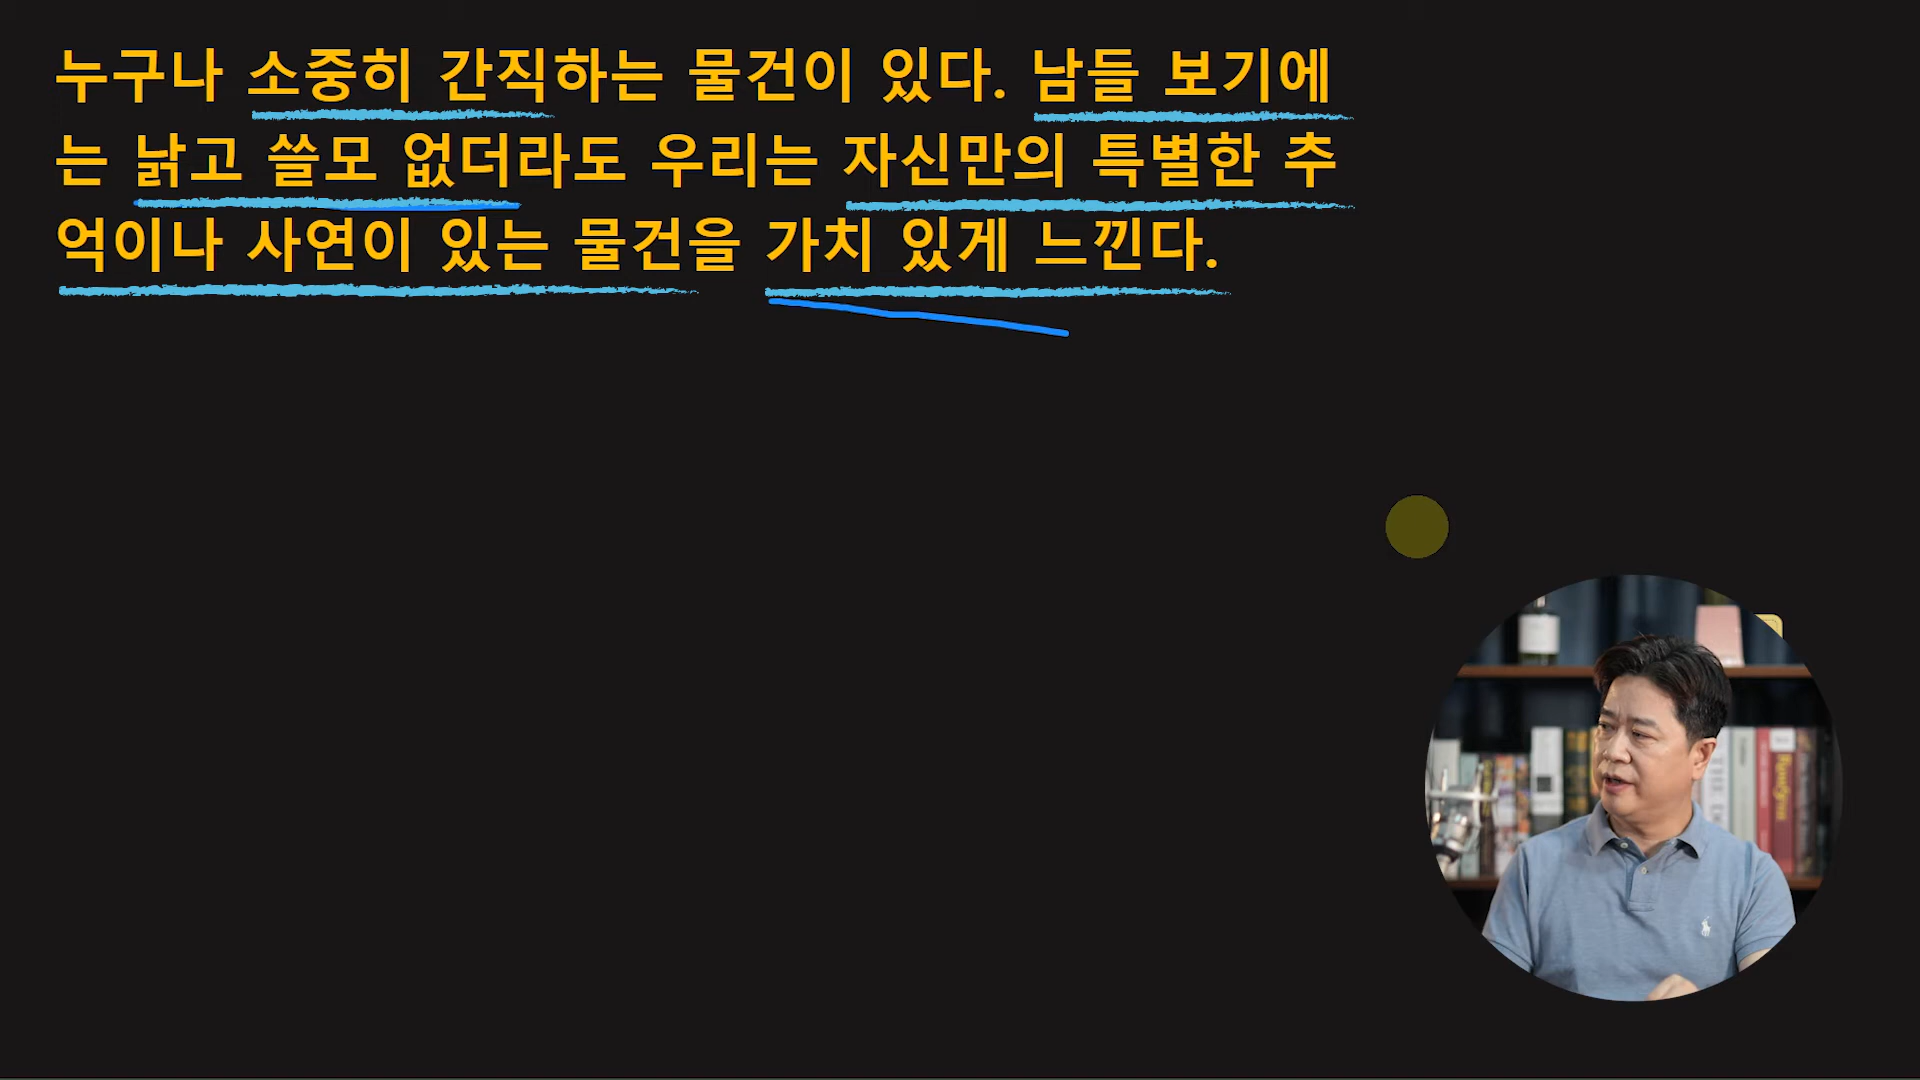 누구나 소중히 간직하는 물건이 있다. 남들 보기에
는 낡고 쓸모 없더라도 우리는 자신만의 특별한 추
억이나 사연이 있는 물건을 가치 있게 느낀다.